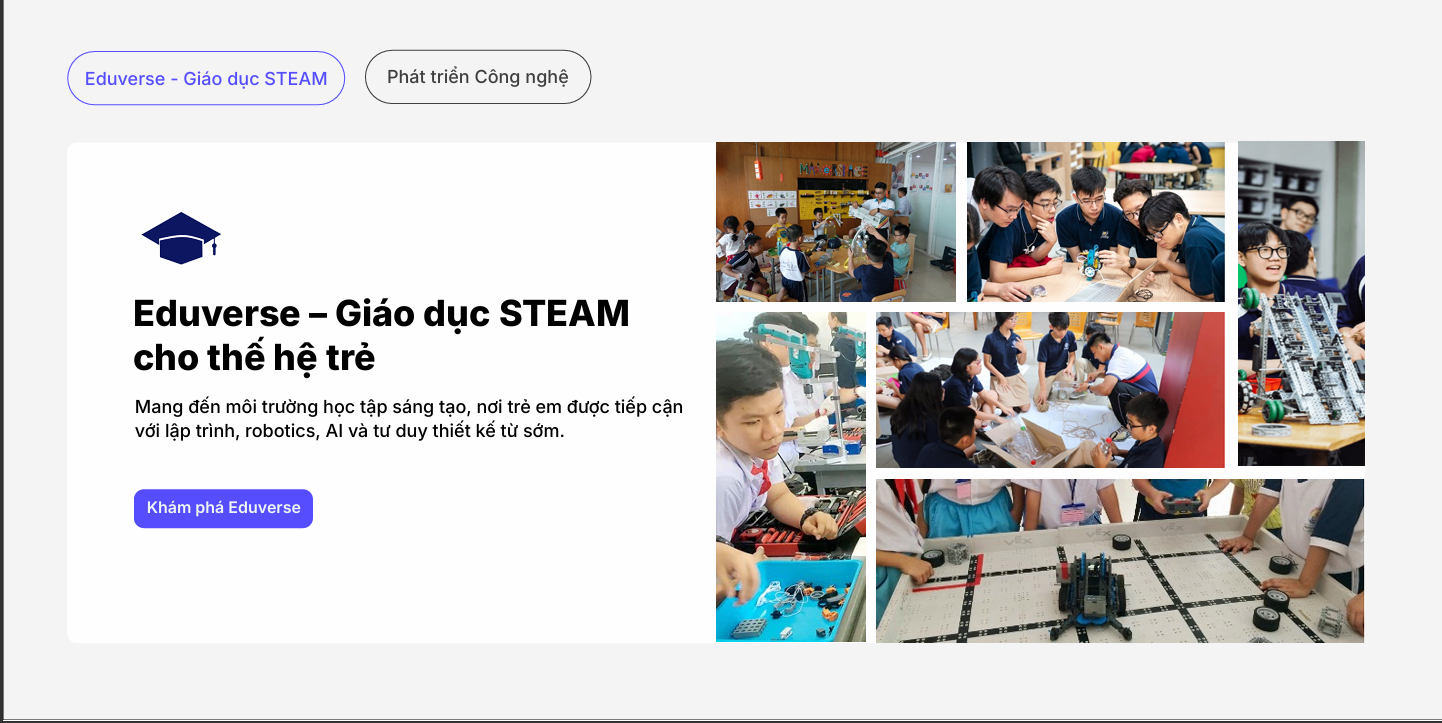 Eduverse - Giáo dục STEAM
Phát triển Công nghệ
Eduverse – Giáo dục STEAM
cho thế hệ trẻ
Mang đến môi trường học tập sáng tạo, nơi trẻ em được tiếp cận
với lập trình, robotics, AI và tư duy thiết kế từ sớm.
Khám phá Eduverse
VEX
VEX